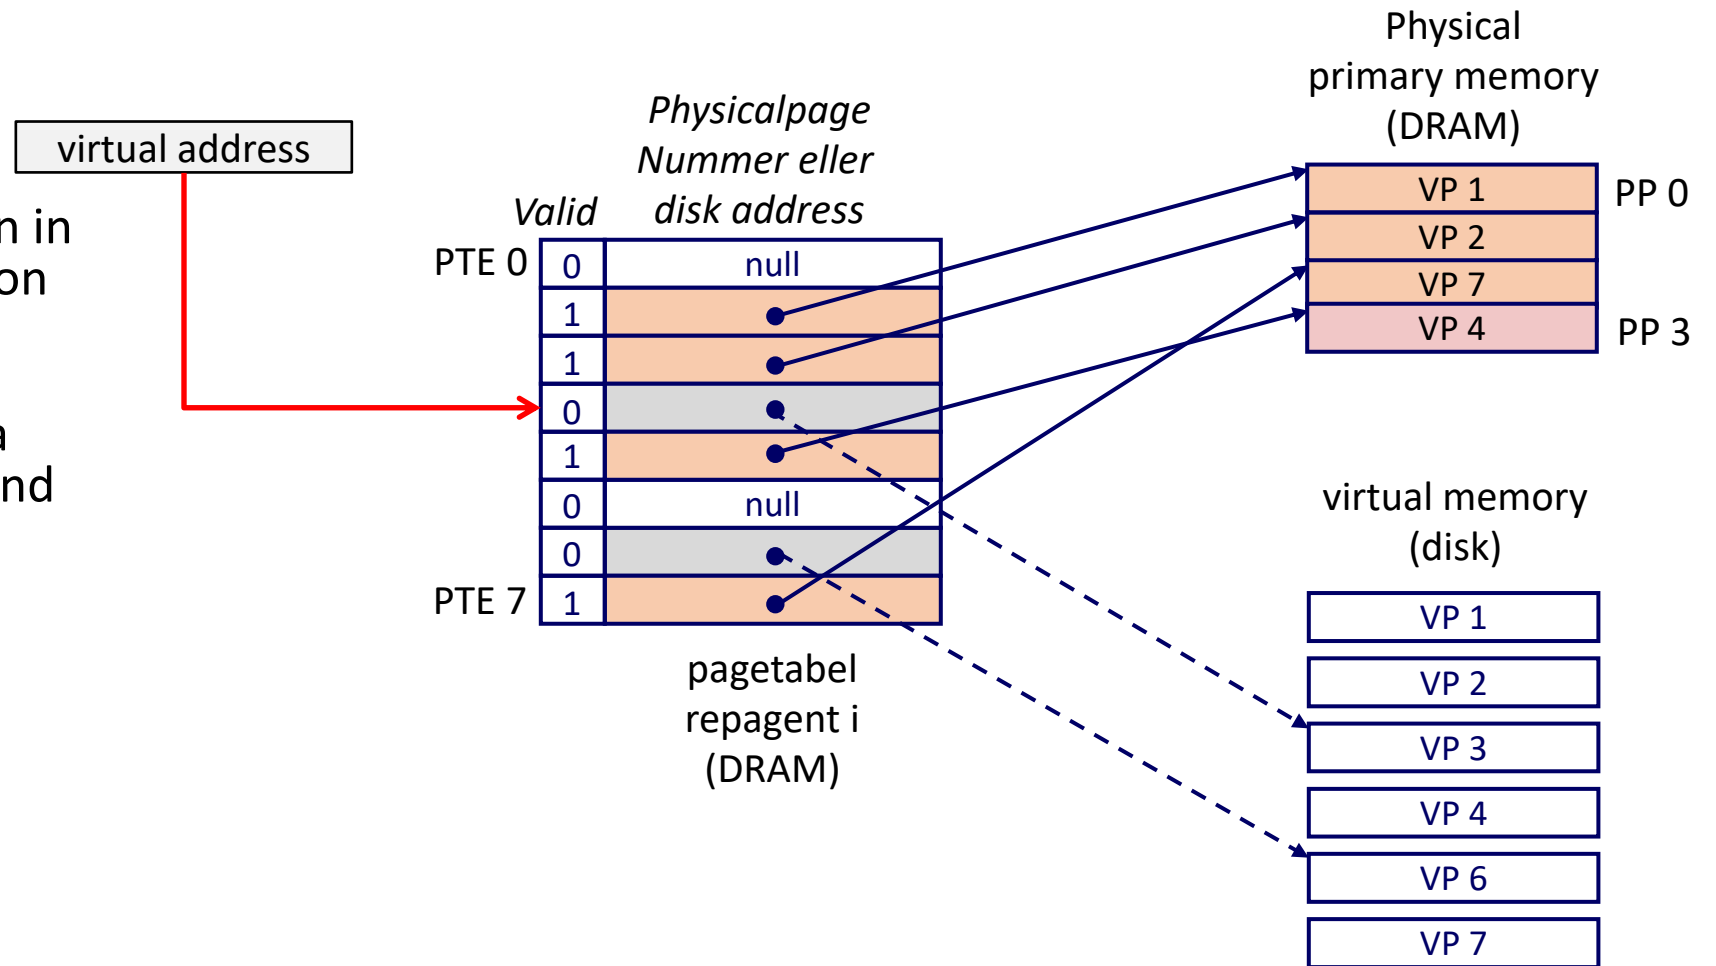 virtual address
n in
on
a
nd
Physicalpage
Nummer eller
disk address
Valid
PTE 0
0
null
1
1
0
1
0
null
0
PTE 7
1
pagetabel
repagent i
(DRAM)
Physical
primary memory
(DRAM)
VP 1
PP 0
VP 2
VP 7
VP 4
PP 3
virtual memory
(disk)
VP 1
VP 2
VP 3
VP 4
VP 6
VP 7